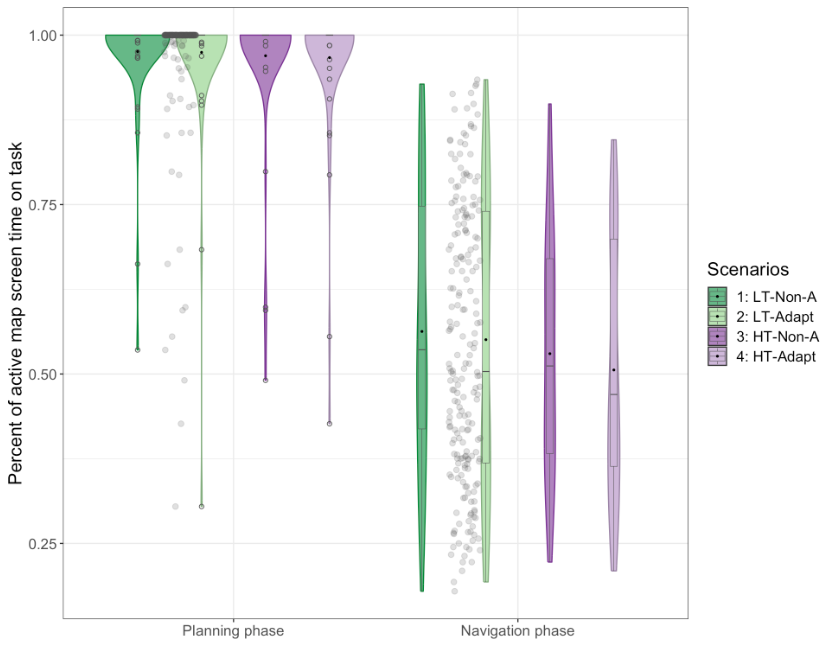 Percent of active map screen time on task
1.00
0.75
0.50
0.25
Planning phase
Navigation phase
Scenarios
1: LT-Non-A
2: LT-Adapt
3: HT-Non-A
4: HT-Adapt